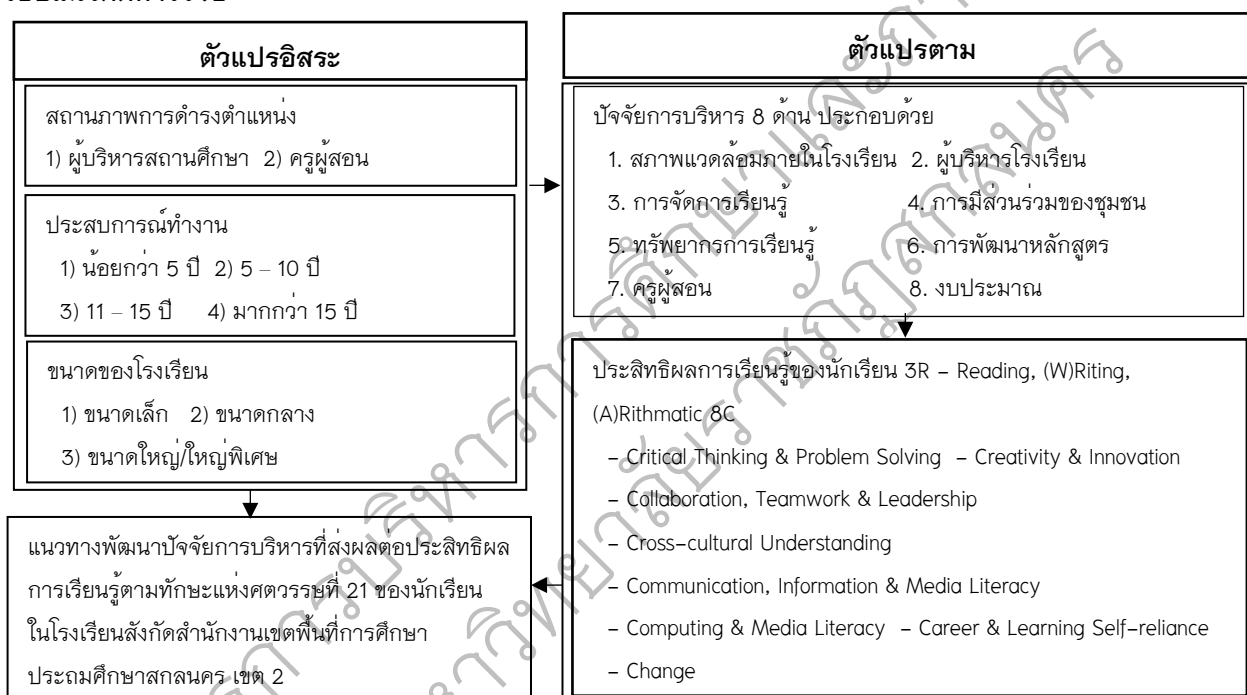 ตัวแปรอิสระ
สถานภาพการดำรงตำแหน่ง
1) ผู้บริหารสถานศึกษา 2) ครูผู้สอน
ประสบการณ์ทำงาน
1) น้อยกว่า 5 ปี 2) 5 – 10 ปี
3) 11 – 15 ปี 4) มากกว่า 15 ปี
ขนาดของโรงเรียน
1) ขนาดเล็ก 2) ขนาดกลาง
3) ขนาดใหญ่/ใหญ่พิเศษ
ตัวแปรตาม
ปัจจัยการบริหาร 8 ด้าน ประกอบด้วย
1. สภาพแวดล้อมภายในโรงเรียน 2. ผู้บริหารโรงเรียน
3. การจัดการเรียนรู้ 4. การมีส่วนร่วมของชุมชน
5. ทรัพยากรการเรียนรู้ 6. การพัฒนาหลักสูตร
7. ครูผู้สอน 8. งบประมาณ
ประสิทธิผลการเรียนรู้ของนักเรียน 3R – Reading, (W)Riting,
(A)Rithmatic 8C
– Critical Thinking & Problem Solving – Creativity & Innovation
– Collaboration, Teamwork & Leadership
– Cross–cultural Understanding
– Communication, Information & Media Literacy
– Computing & Media Literacy – Career & Learning Self–reliance
– Change
แนวทางพัฒนาปัจจัยการบริหารที่ส่งผลต่อประสิทธิผล
การเรียนรู้ตามทักษะแห่งศตวรรษที่ 21 ของนักเรียน
ในโรงเรียนสังกัดสำนักงานเขตพื้นที่การศึกษา
ประถมศึกษาสกลนคร เขต 2